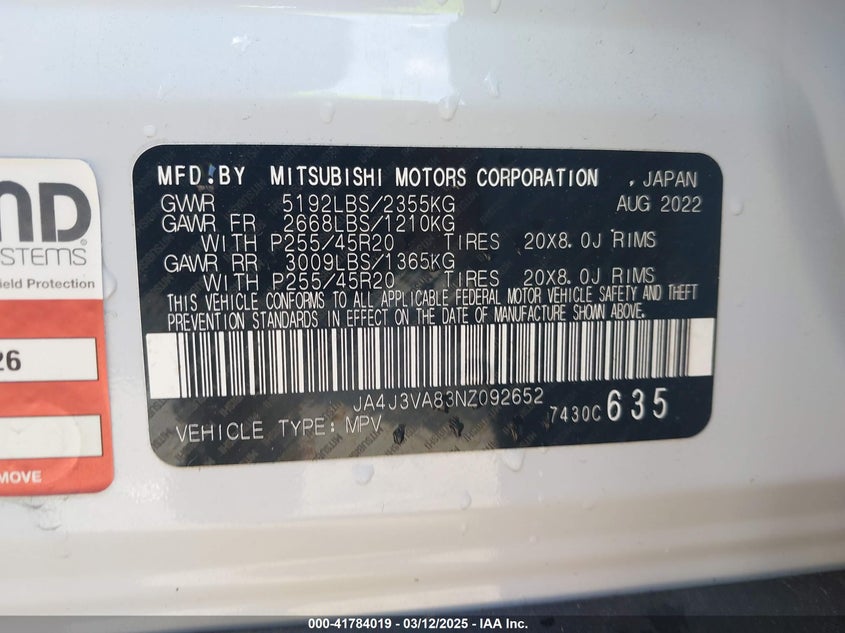 MFD.BY MITSUBISHI MOTORS CORPORATION , JAPAN
GVWR 5192LBS/2355KG AUG 2022
GAWR FR 2668LBS/1210KG
WITH P255/45R20 TIRES 20X8.0J RIMS
GAWR RR 3009LBS/1365KG
WITH P255/45R20 TIRES 20X8.0J RIMS
THIS VEHICLE CONFORMS TO ALL APPLICABLE FEDERAL MOTOR VEHICLE SAFETY AND THEFT
PREVENTION STANDARDS IN EFFECT ON THE DATE OF MANUFACTURE SHOWN ABOVE.
JA4J3VA83NZ092652
7430C 635
VEHICLE TYPE: MPV
ND
STEMS
ield Protection
26
MOVE
000-41784019 - 03/12/2025 - IAA Inc.